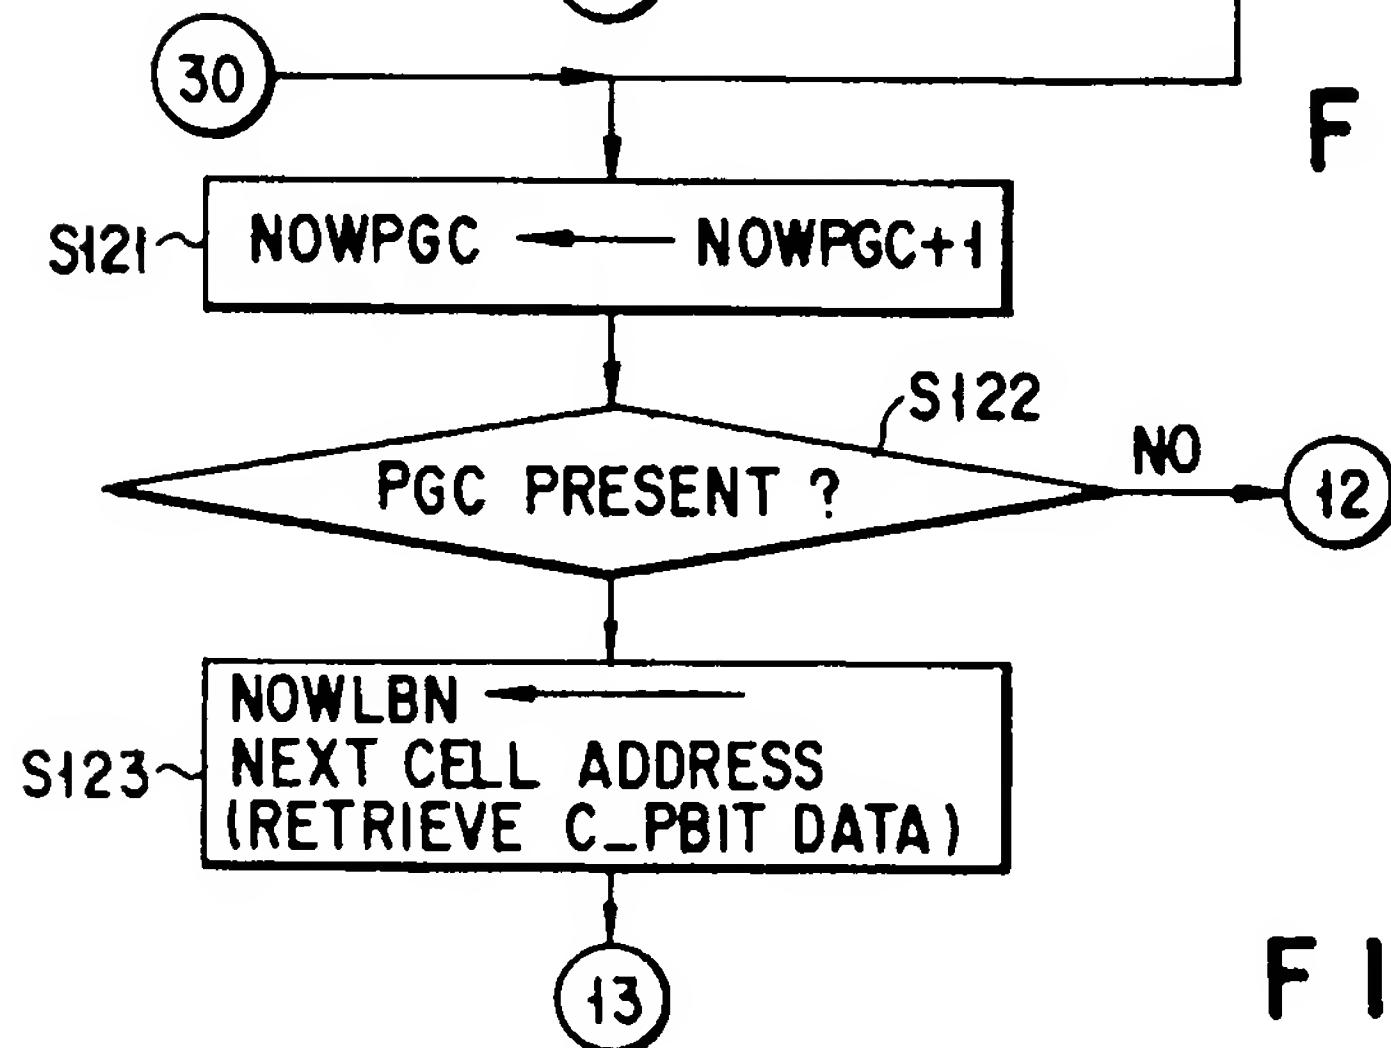 30
F
S121
NOWPGC ← NOWPGC+1
S122
PGC PRESENT ?
NO
12
S123
NOWLBN ←
NEXT CELL ADDRESS
(RETRIEVE C_PBIT DATA)
13
FI